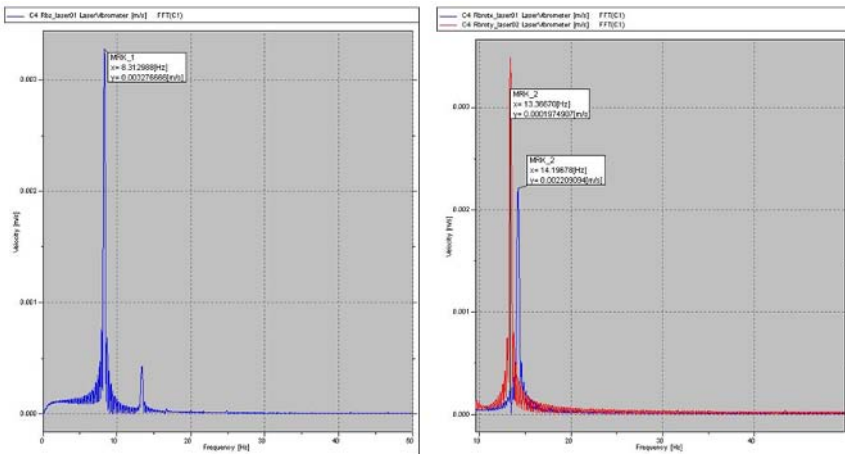 C4 Rbz_laser01 LaserVibrometer [m/s] FFT(C1)
MRK_1
x= 8.312988[Hz]
y= 0.003276666[m/s]
Velocity [m/s]
0.003
0.002
0.001
0.000
0 10 20 30 40 50
Frequency [Hz]
C4 Rbrotx_laser01 LaserVibrometer [m/s] FFT(C1)
C4 Rbroty_laser02 LaserVibrometer [m/s] FFT(C1)
MRK_2
x= 13.36670[Hz]
y= 0.0001974907[m/s
MRK_2
x= 14.19678[Hz]
y= 0.002209094[m/s]
Velocity [m/s]
0.003
0.002
0.001
0.000
20 30 40
Frequency [Hz]